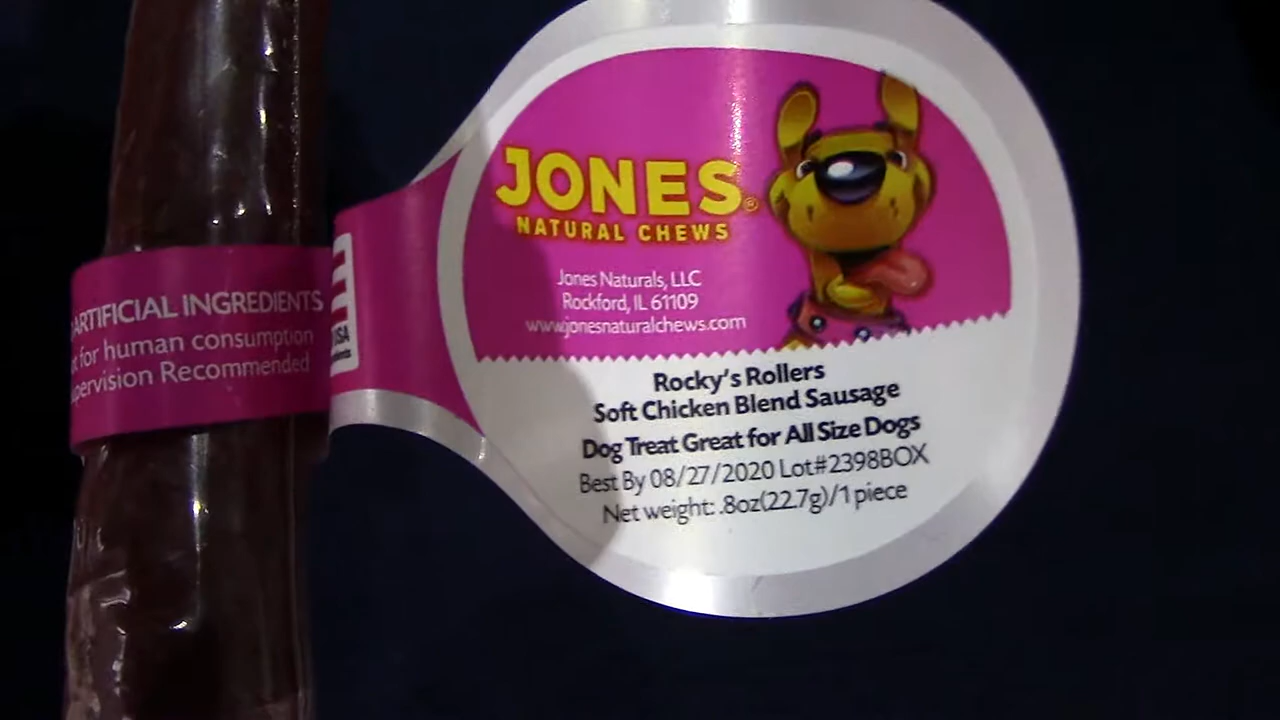 ARTIFICIAL INGREDIENTS
for human consumption
Recommended
USA
JONES®
NATURAL CHEWS
Jones Naturals, LLC
Rockford, IL 61109
www.jonesnaturalchews.com
Rocky's Rollers
Soft Chicken Blend Sausage
Dog Treat Great for All Size Dogs
Best By 08/27/2020 Lot#2398BOX
Net weight: .8oz(22.7g)/1 piece